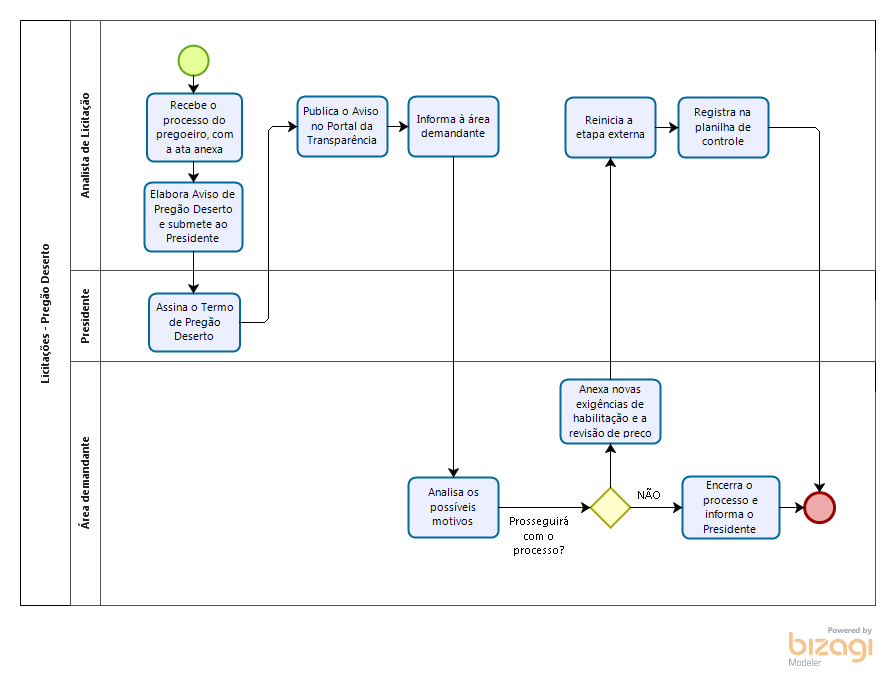 Licitações - Pregão Deserto
Analista de Licitação
Recebe o
processo do
pregoeiro, com
a ata anexa
Elabora Aviso de
Pregão Deserto
e submete ao
Presidente
Publica o Aviso
no Portal da
Transparência
Informa à área
demandante
Reinicia a
etapa externa
Registra na
planilha de
controle
Presidente
Assina o Termo
de Pregão
Deserto
Área demandante
Anexa novas
exigências de
habilitação e a
revisão de preço
Analisa os
possíveis
motivos
Prosseguirá
com o
processo?
NÃO
Encerra o
processo e
informa o
Presidente
Powered by
bizagi
Modeler